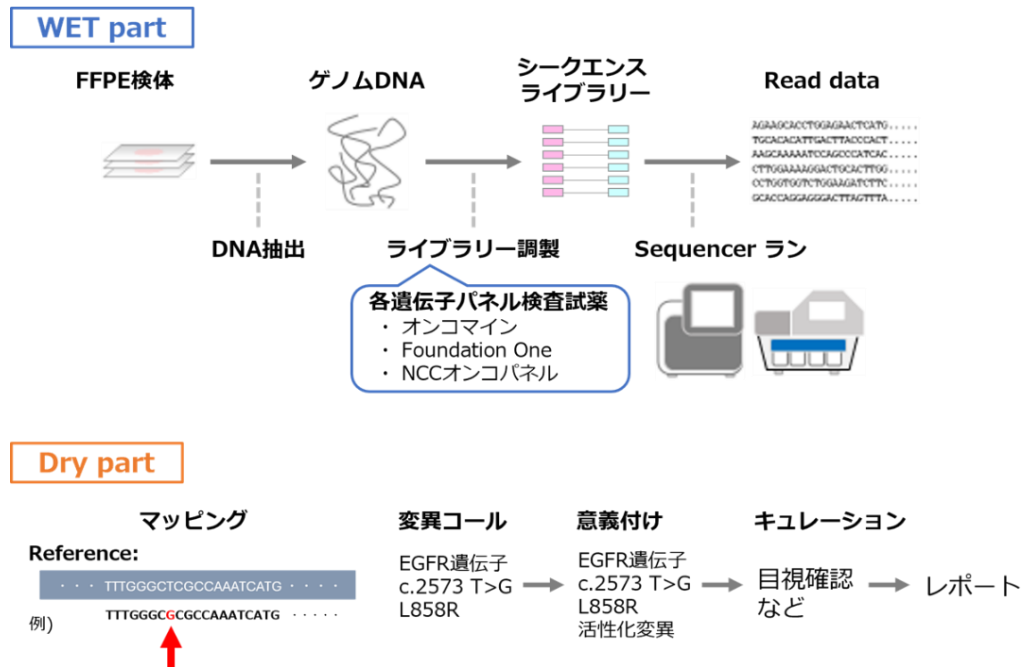 WET part
FFPE検体
ゲノムDNA
シークエンス
ライブラリー
Read data
AGAAGCACCTGGAGAACTCATG.....
TGCACACATTGACTTACCCACT.....
AAGCAAAAATCCAGCCCATCAC.....
CTTGGAAAAGGACTGCACTTGG.....
CCTGGTGGTCTGGAAGATCTTC.....
GCACCAGGAGGGACTTAGTTTA.....
DNA抽出
ライブラリー調製
Sequencer ラン
各遺伝子パネル検査試薬
・ オンコマイン
・ Foundation One
・ NCCオンコパネル
Dry part
マッピング
Reference:
・ ・ ・ TTTGGGCTCGCCAAATCATG ・ ・ ・ ・
例)
TTTGGGCGCGCCAAATCATG ・・・・・
変異コール
EGFR遺伝子
c.2573 T>G
L858R
意義付け
EGFR遺伝子
c.2573 T>G
L858R
活性化変異
キュレーション
目視確認
など
レポート